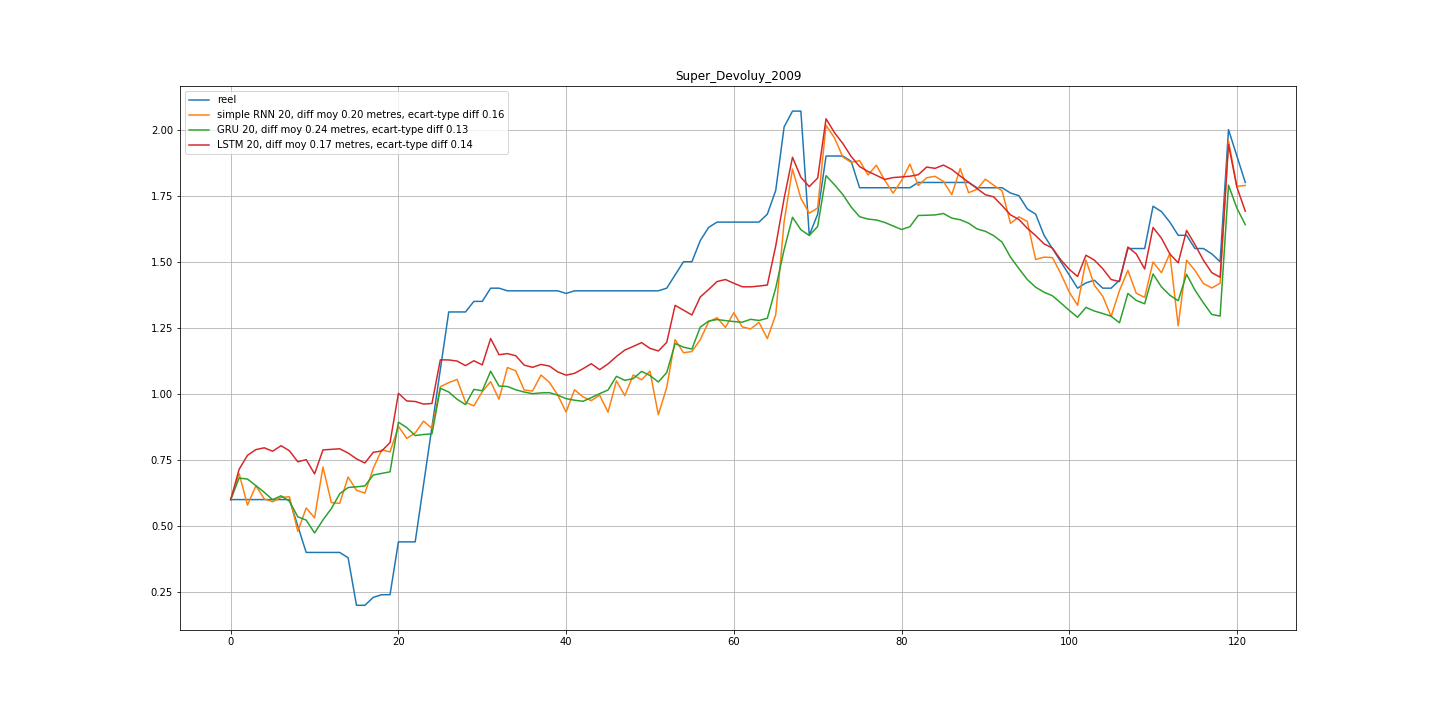 Super_Devoluy_2009
reel
simple RNN 20, diff moy 0.20 metres, ecart-type diff 0.16
GRU 20, diff moy 0.24 metres, ecart-type diff 0.13
LSTM 20, diff moy 0.17 metres, ecart-type diff 0.14
2.00
1.75
1.50
1.25
1.00
0.75
0.50
0.25
0 20 40 60 80 100 120